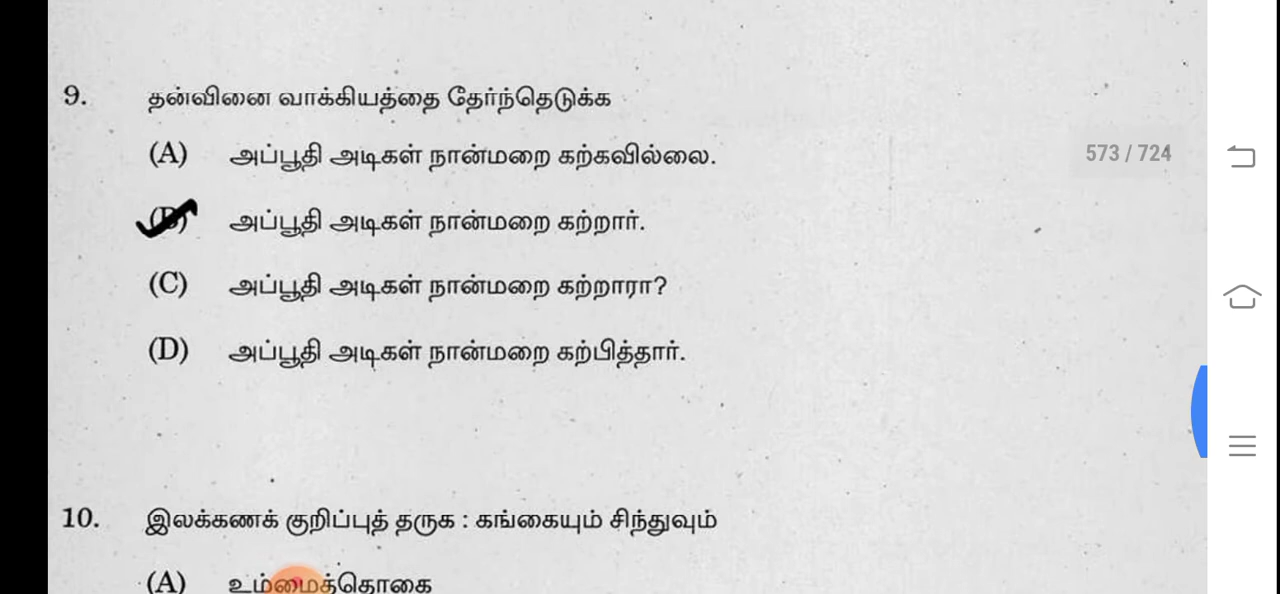 9. தன்வினை வாக்கியத்தை தேர்ந்தெடுக்க
(A) அப்பூதி அடிகள் நான்மறை கற்கவில்லை.
573 / 724
(B) அப்பூதி அடிகள் நான்மறை கற்றார்.
(C) அப்பூதி அடிகள் நான்மறை கற்றாரா?
(D) அப்பூதி அடிகள் நான்மறை கற்பித்தார்.
10. இலக்கணக் குறிப்புத் தருக : கங்கையும் சிந்துவும்
(A) உம்மைத்தொகை